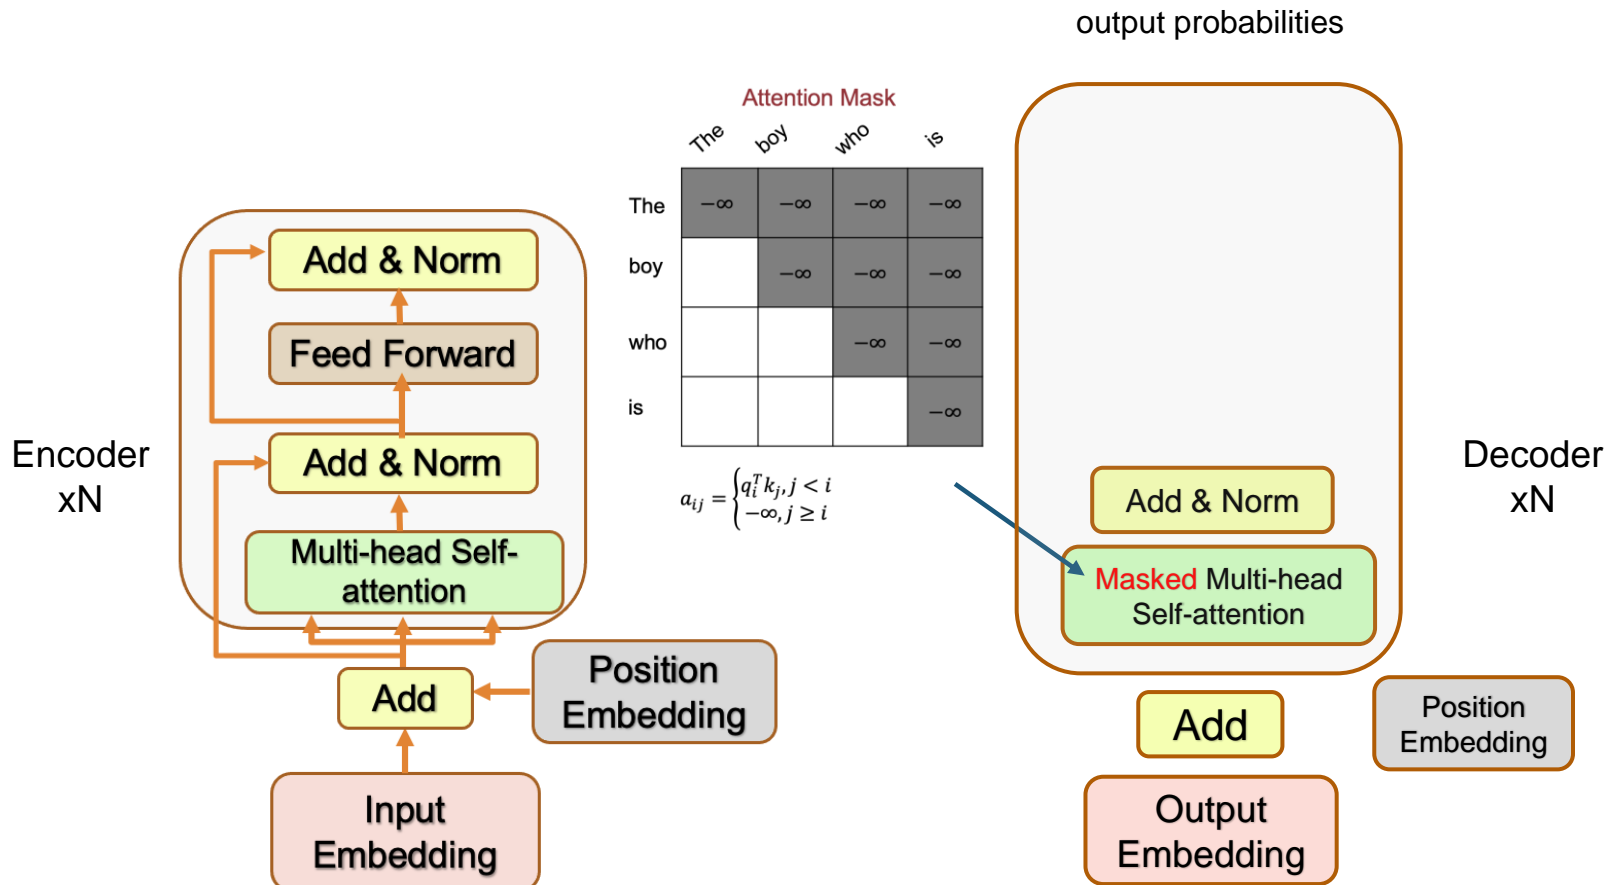 output probabilities
Attention Mask
The boy who is
The −∞ −∞ −∞ −∞
boy −∞ −∞ −∞
who −∞ −∞
is −∞
a_{ij} = { q_i^T k_j, j < i
−∞, j ≥ i
Encoder
xN
Add & Norm
Feed Forward
Add & Norm
Multi-head Self-
attention
Add
Position
Embedding
Input
Embedding
Decoder
xN
Add & Norm
Masked Multi-head
Self-attention
Add
Position
Embedding
Output
Embedding